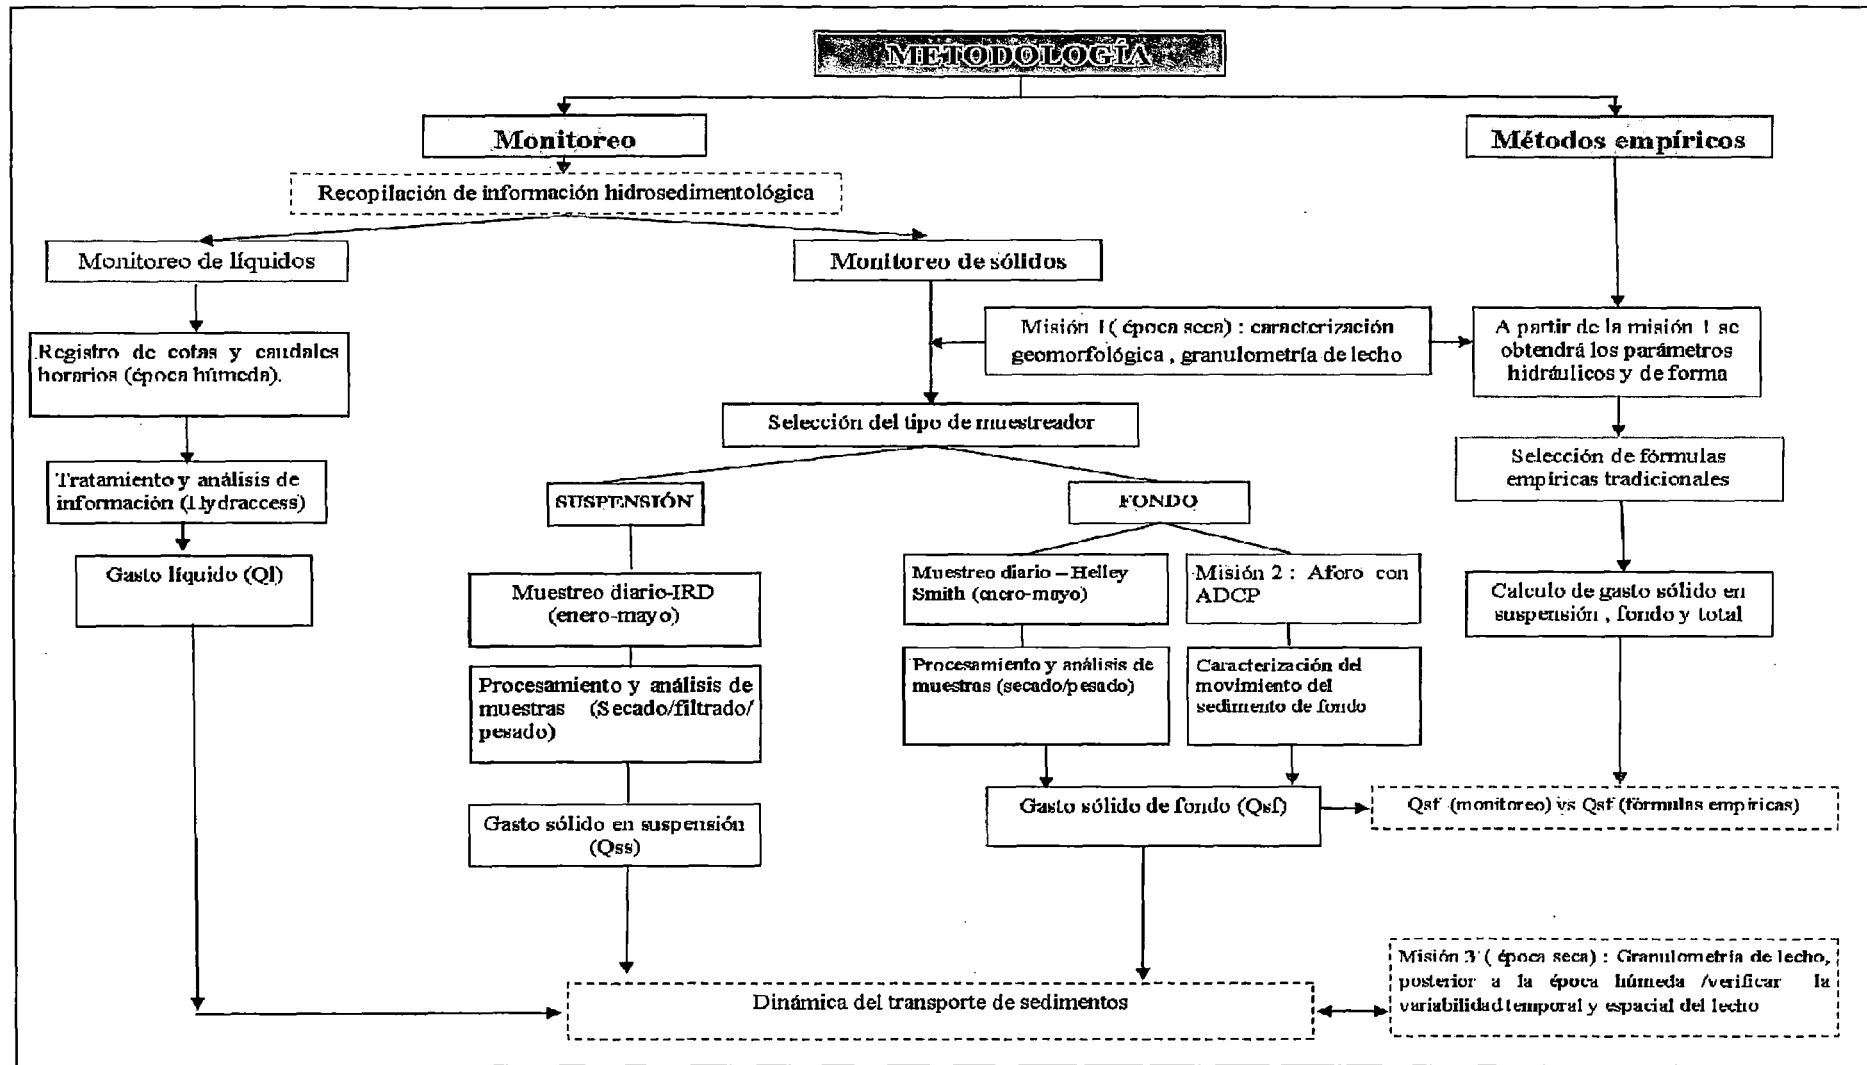 METODOLOGÍA
Monitoreo
Métodos empíricos
Recopilación de información hidrosedimentológica
Monitoreo de líquidos
Monitoreo de sólidos
Registro de cotas y caudales
horarios (época húmeda).
Misión 1 ( época seca) : caracterización
geomorfológica , granulometría de lecho
A partir de la misión 1 se
obtendrá los parámetros
hidráulicos y de forma
Selección del tipo de muestreador
Selección de fórmulas
empíricas tradicionales
Tratamiento y análisis de
información (Hydraccess)
SUSPENSIÓN
FONDO
Gasto líquido (Ql)
Muestreo diario-IRD
(enero-mayo)
Muestreo diario – Helley
Smith (enero-mayo)
Misión 2 : Aforo con
ADCP
Calculo de gasto sólido en
suspensión , fondo y total
Procesamiento y análisis de
muestras (Secado/filtrado/
pesado)
Procesamiento y análisis de
muestras (secado/pesado)
Caracterización del
movimiento del
sedimento de fondo
Gasto sólido en suspensión
(Qss)
Gasto sólido de fondo (Qsf)
Qsf (monitoreo) vs Qsf (fórmulas empíricas)
Dinámica del transporte de sedimentos
Misión 3 ( época seca) : Granulometría de lecho,
posterior a la época húmeda /verificar la
variabilidad temporal y espacial del lecho